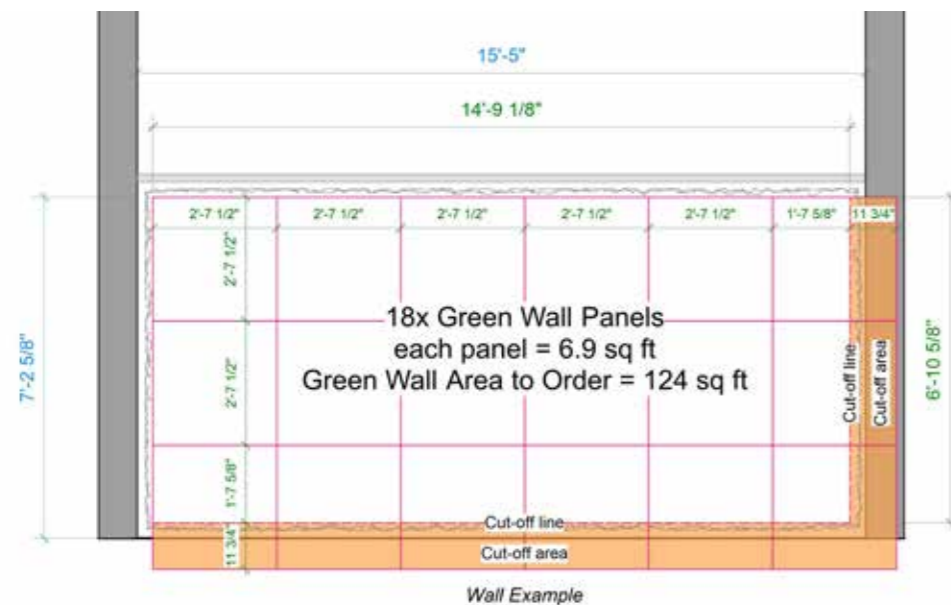 15'-5"
14'-9 1/8"
2'-7 1/2" 2'-7 1/2" 2'-7 1/2" 2'-7 1/2" 2'-7 1/2" 1'-7 5/8" 11 3/4"
2'-7 1/2"
18x Green Wall Panels
each panel = 6.9 sq ft
Green Wall Area to Order = 124 sq ft
7'-2 5/8"
2'-7 1/2"
Cut-off line
Cut-off area
6'-10 5/8"
1'-7 5/8"
11 3/4"
Cut-off line
Cut-off area
Wall Example